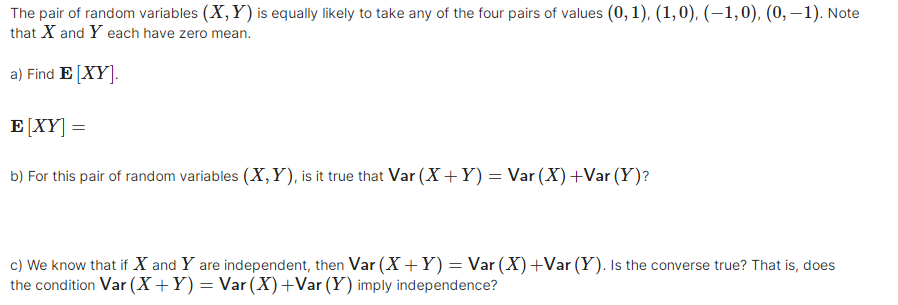 The pair of random variables (X, Y) is equally likely to take any of the four pairs of values (0, 1), (1, 0), (−1, 0), (0, −1). Note
that X and Y each have zero mean.
a) Find E [XY].
E [XY] =
b) For this pair of random variables (X, Y), is it true that Var (X + Y) = Var (X) +Var (Y)?
c) We know that if X and Y are independent, then Var (X + Y) = Var (X) +Var (Y). Is the converse true? That is, does
the condition Var (X + Y) = Var (X) +Var (Y) imply independence?